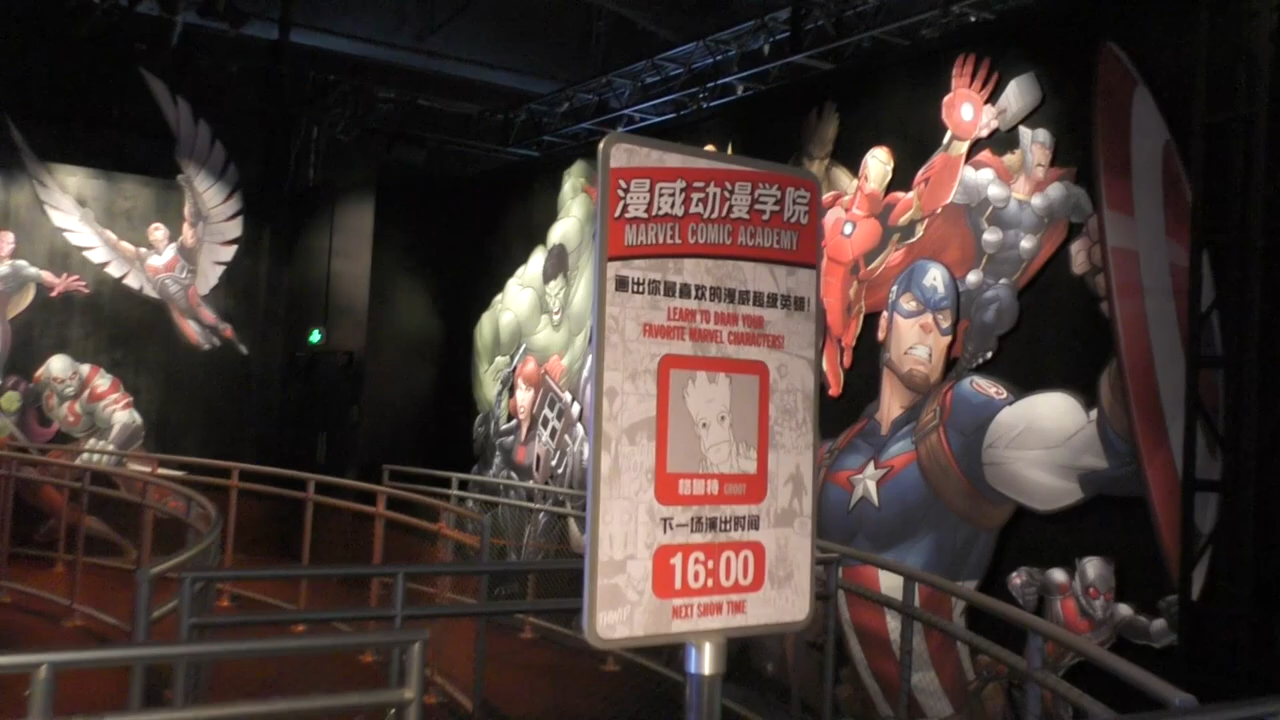 漫威动漫学院
MARVEL COMIC ACADEMY
画出你最喜欢的漫威超级英雄!
LEARN TO DRAW YOUR
FAVORITE MARVEL CHARACTERS!
格鲁特 GROOT
下一场演出时间
16:00
NEXT SHOW TIME
THWIP
A